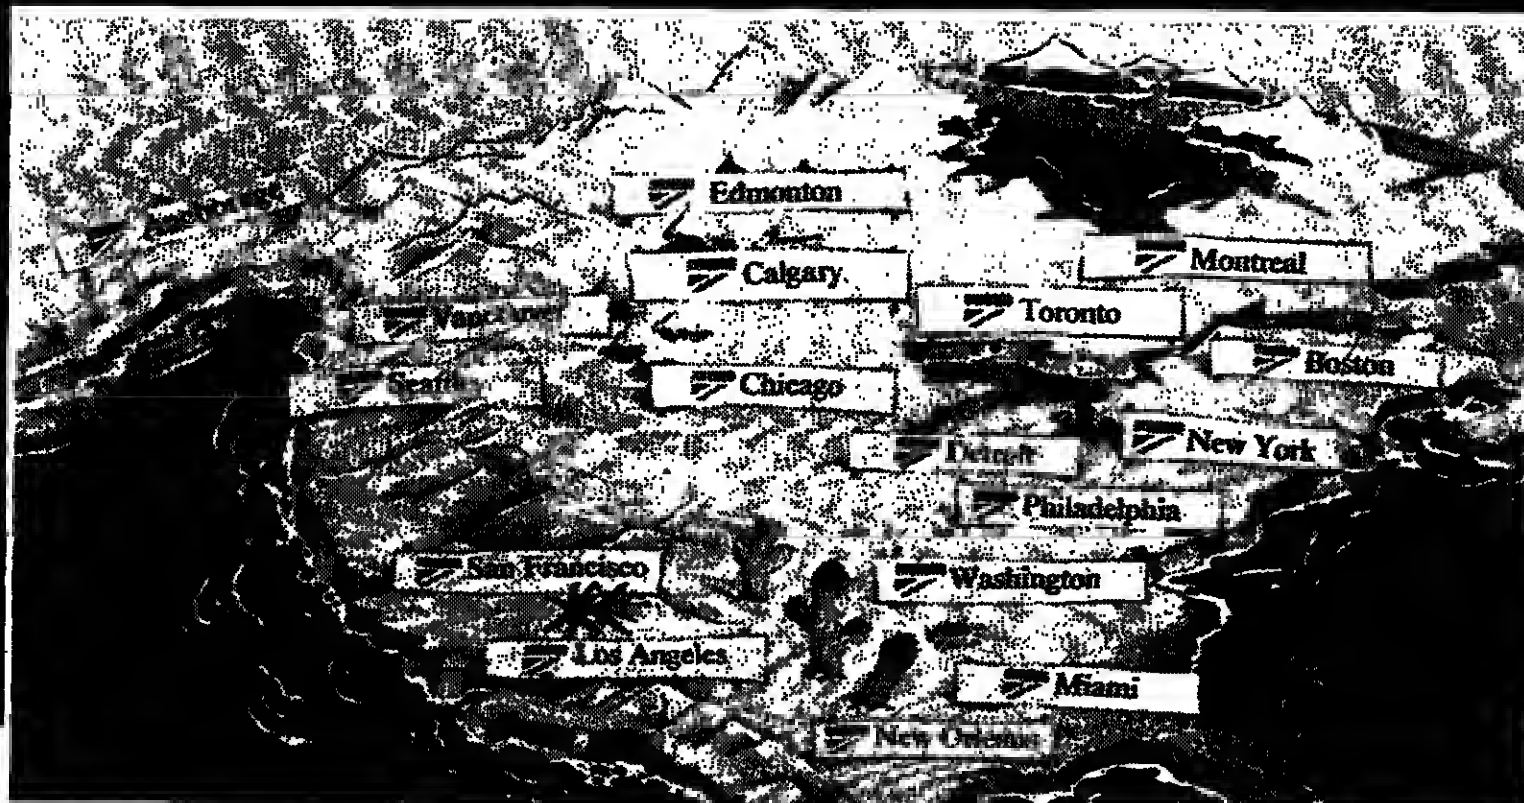 Edmonton
Montreal
Calgary
Toronto
Vancouver
Boston
Seattle
Chicago
New York
Detroit
Philadelphia
San Francisco
Washington
Los Angeles
Miami
New Orleans